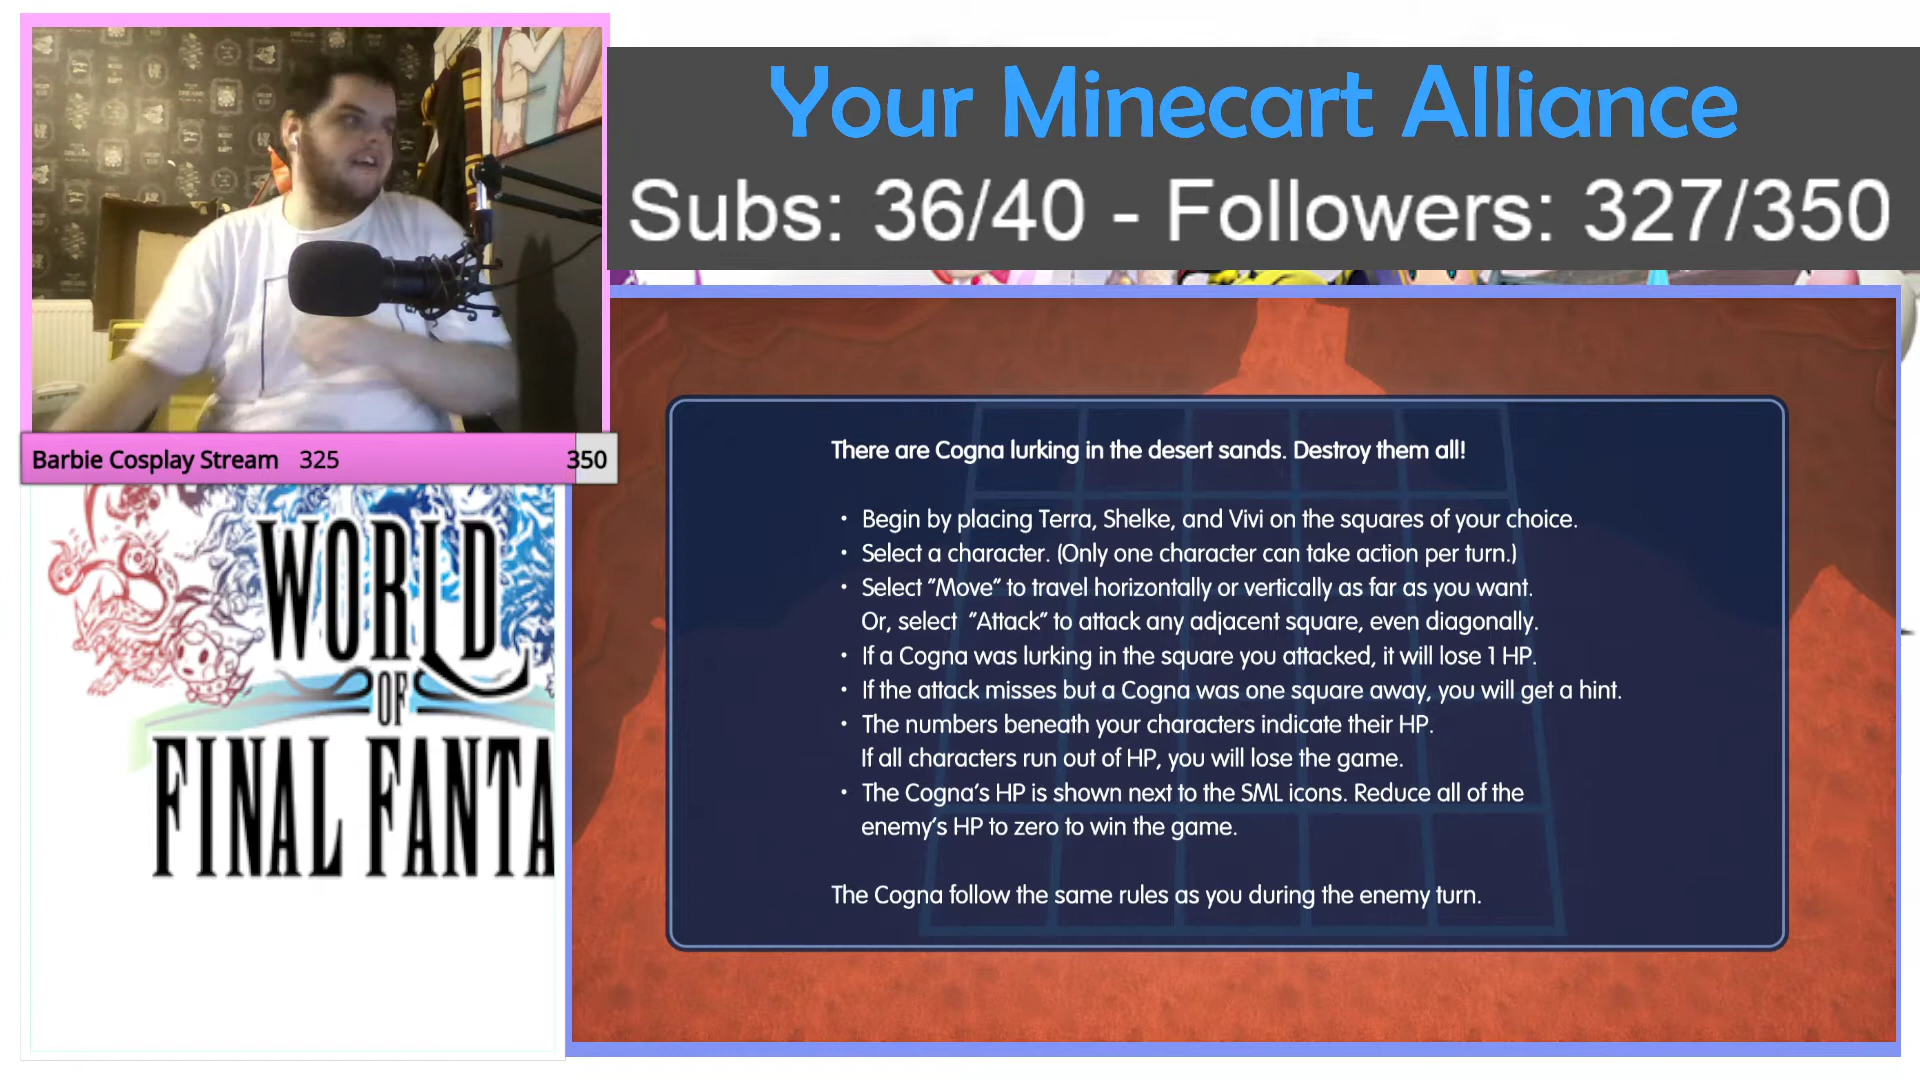 Your Minecart Alliance
Subs: 36/40 - Followers: 327/350
Barbie Cosplay Stream 325 350
WORLD
OF
FINAL FANTA
There are Cogna lurking in the desert sands. Destroy them all!
· Begin by placing Terra, Shelke, and Vivi on the squares of your choice.
· Select a character. (Only one character can take action per turn.)
· Select "Move" to travel horizontally or vertically as far as you want.
Or, select "Attack" to attack any adjacent square, even diagonally.
· If a Cogna was lurking in the square you attacked, it will lose 1 HP.
· If the attack misses but a Cogna was one square away, you will get a hint.
· The numbers beneath your characters indicate their HP.
If all characters run out of HP, you will lose the game.
· The Cogna's HP is shown next to the SML icons. Reduce all of the
enemy's HP to zero to win the game.
The Cogna follow the same rules as you during the enemy turn.